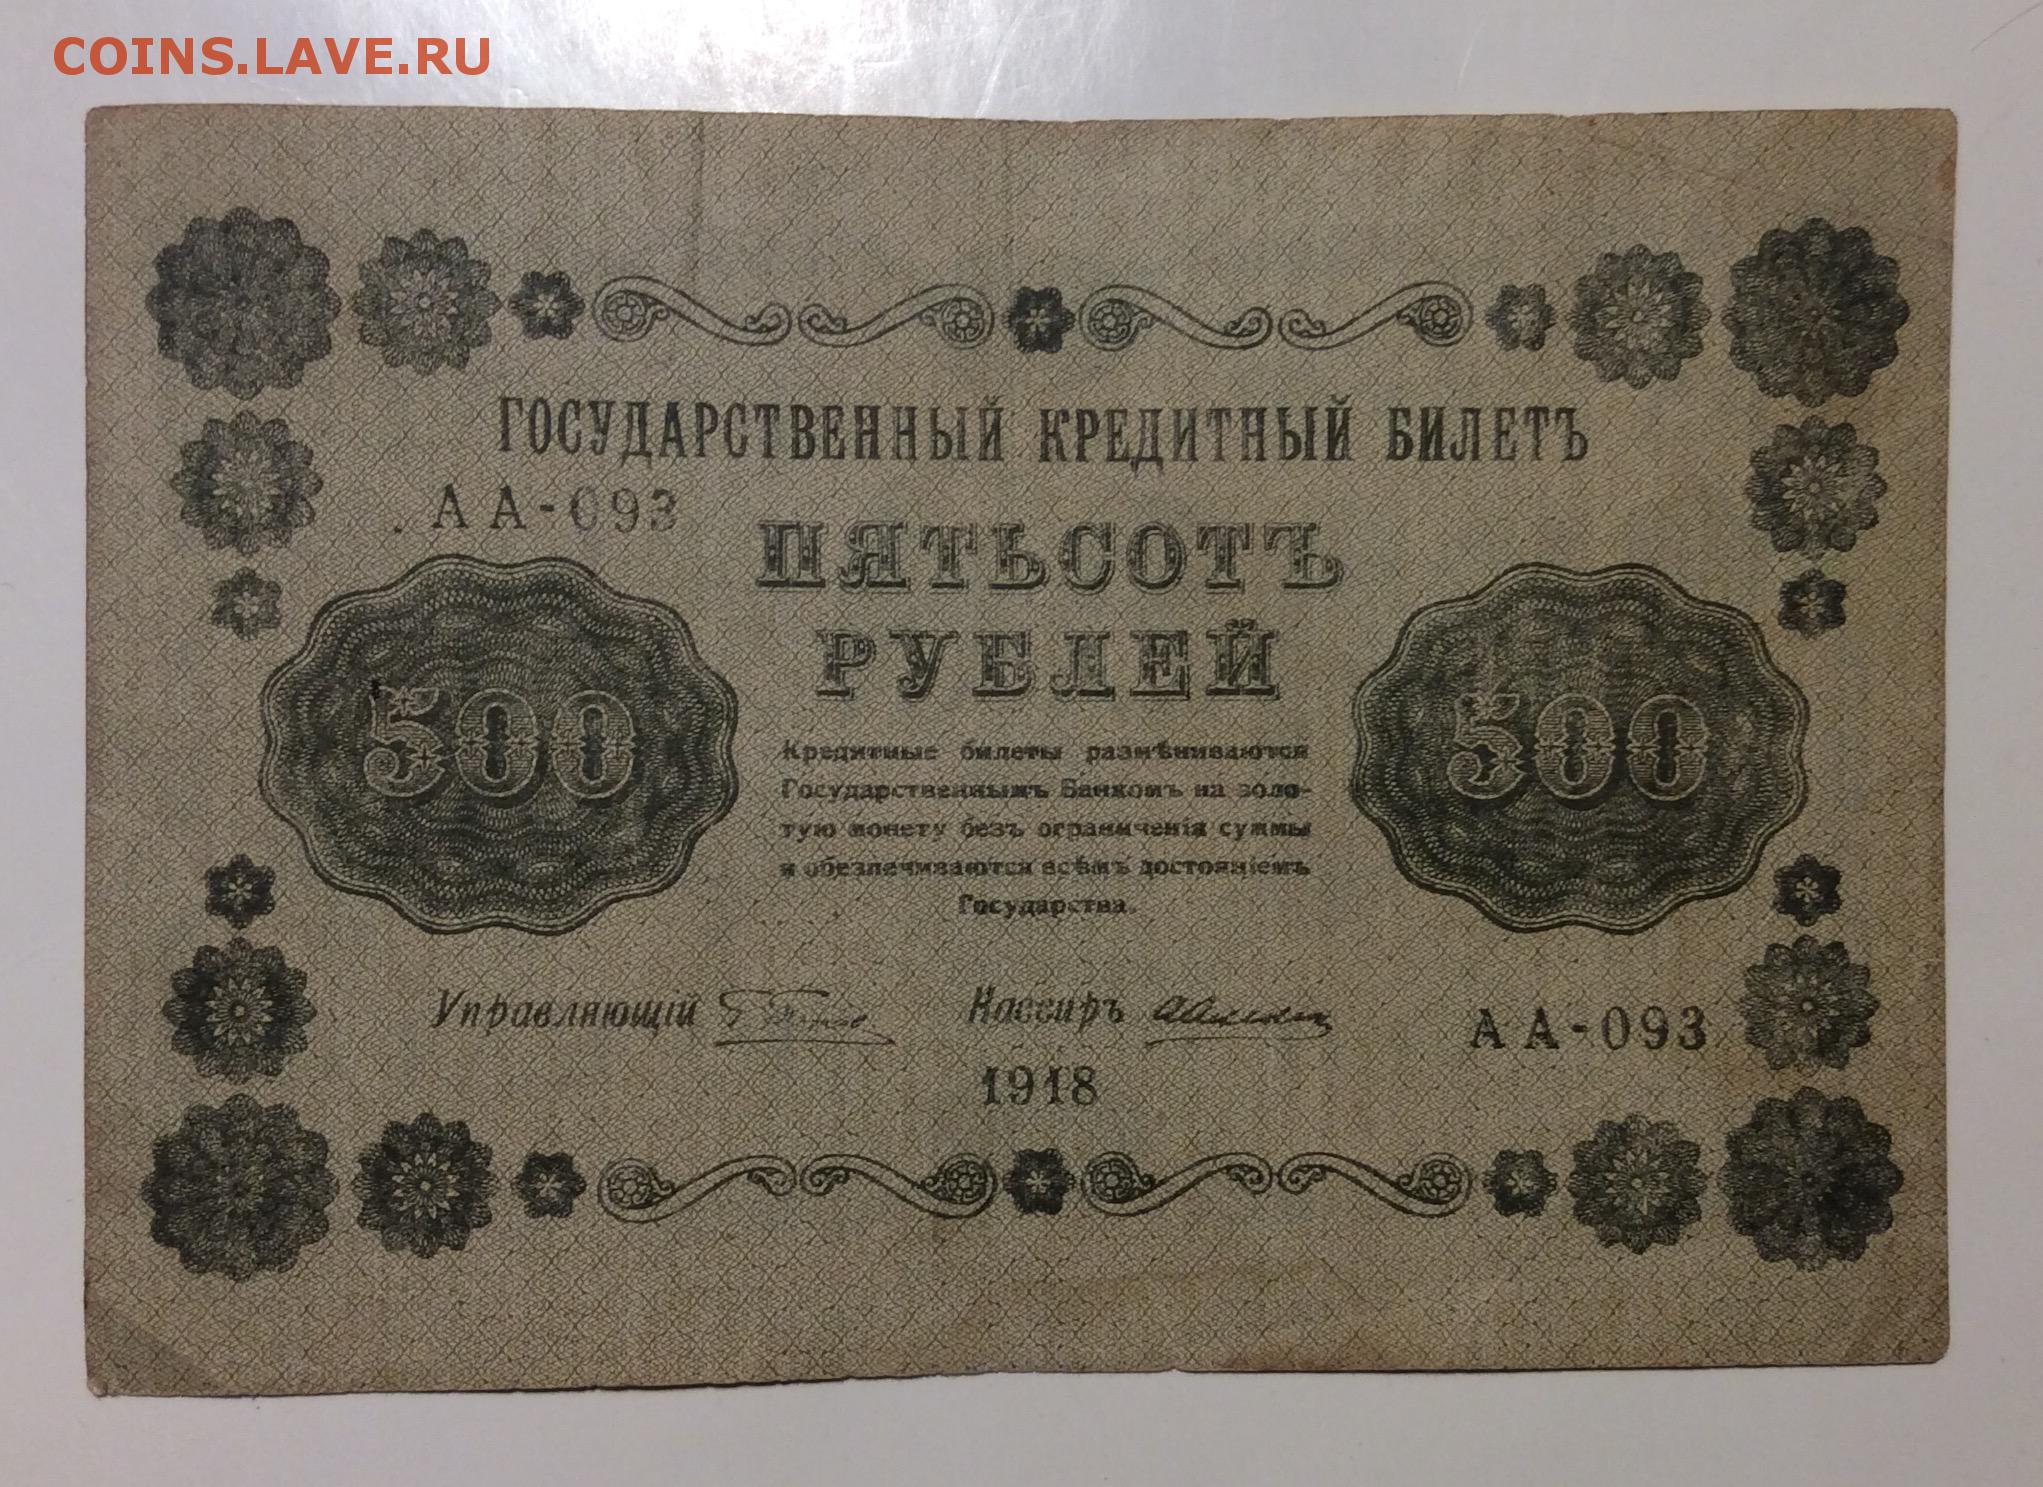 COINS.LAVE.RU
ГОСУДАРСТВЕННЫЙ КРЕДИТНЫЙ БИЛЕТЪ
АА-093
ПЯТЬСОТЪ
РУБЛЕЙ
500
500
Кредитные билеты размѣниваются
Государственнымъ Банкомъ на золо-
тую монету безъ ограниченія суммы
и обезпечиваются всѣмъ достояніемъ
Государства.
Управляющій
Кассиръ
АА-093
1918